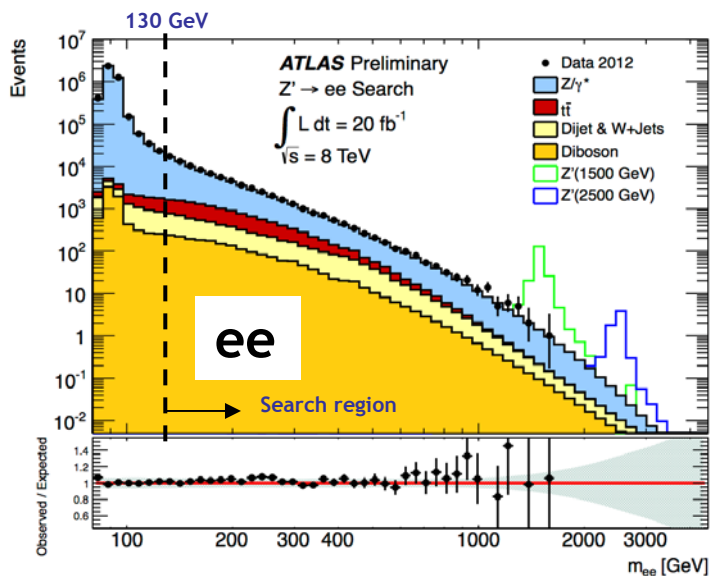 130 GeV
Events
10^7
10^6
10^5
10^4
10^3
10^2
10
1
10^-1
10^-2
ATLAS Preliminary
Z' → ee Search
∫ L dt = 20 fb^-1
√s = 8 TeV
Data 2012
Z/γ*
tt̄
Dijet & W+Jets
Diboson
Z'(1500 GeV)
Z'(2500 GeV)
ee
Search region
Observed / Expected
1.4
1.2
1
0.8
0.6
100 200 300 400 1000 2000 3000
m_ee [GeV]